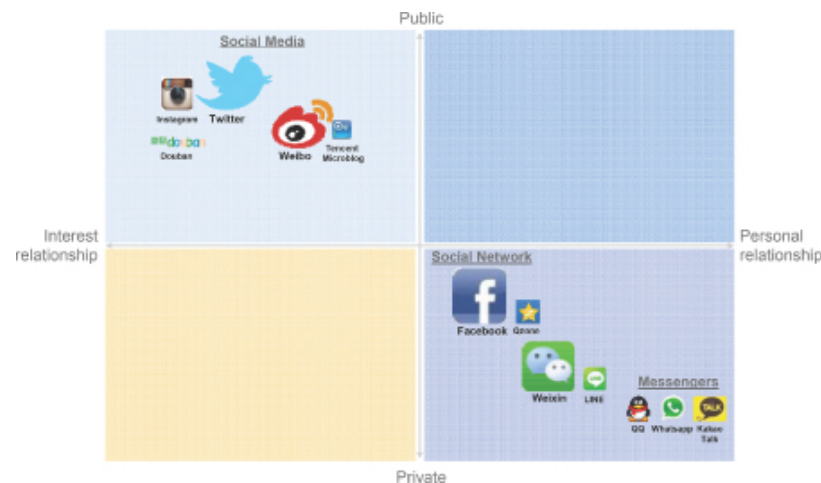 Public
Social Media
Instagram
Twitter
douban
Douban
Weibo
Tencent
Microblog
Interest
relationship
Personal
relationship
Social Network
f
Facebook
Qzone
Weixin
LINE
LINE
Messengers
TALK
QQ
Whatsapp
Kakao
Talk
Private